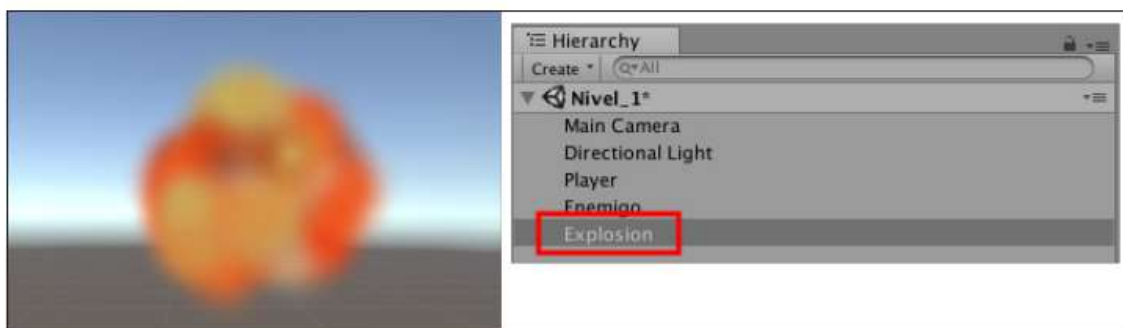 Hierarchy
Create
All
Nivel_1*
Main Camera
Directional Light
Player
Enemigo
Explosion